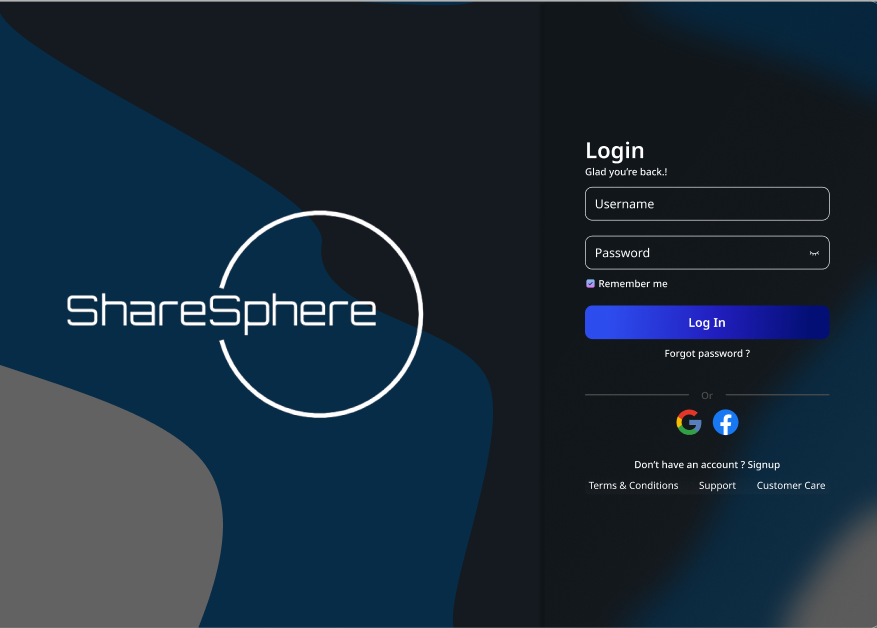 ShareSphere
Login
Glad you're back.!
Username
Password
Remember me
Log In
Forgot password ?
Or
Don't have an account ? Signup
Terms & Conditions Support Customer Care